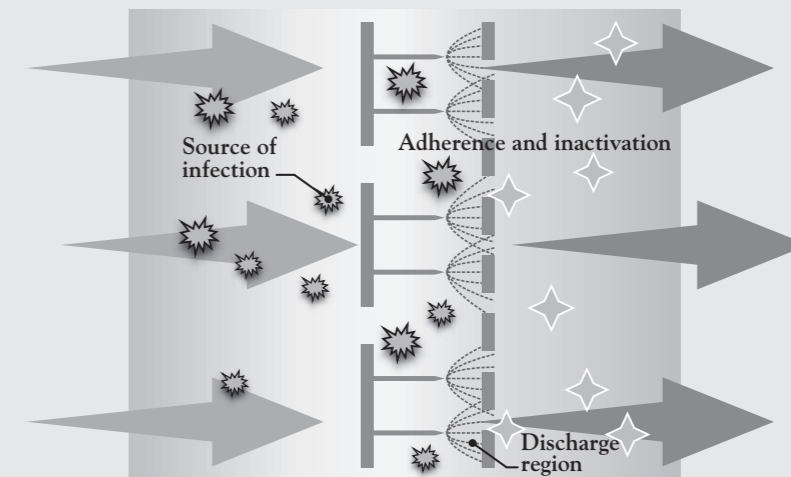 Source of
infection
Adherence and inactivation
Discharge
region